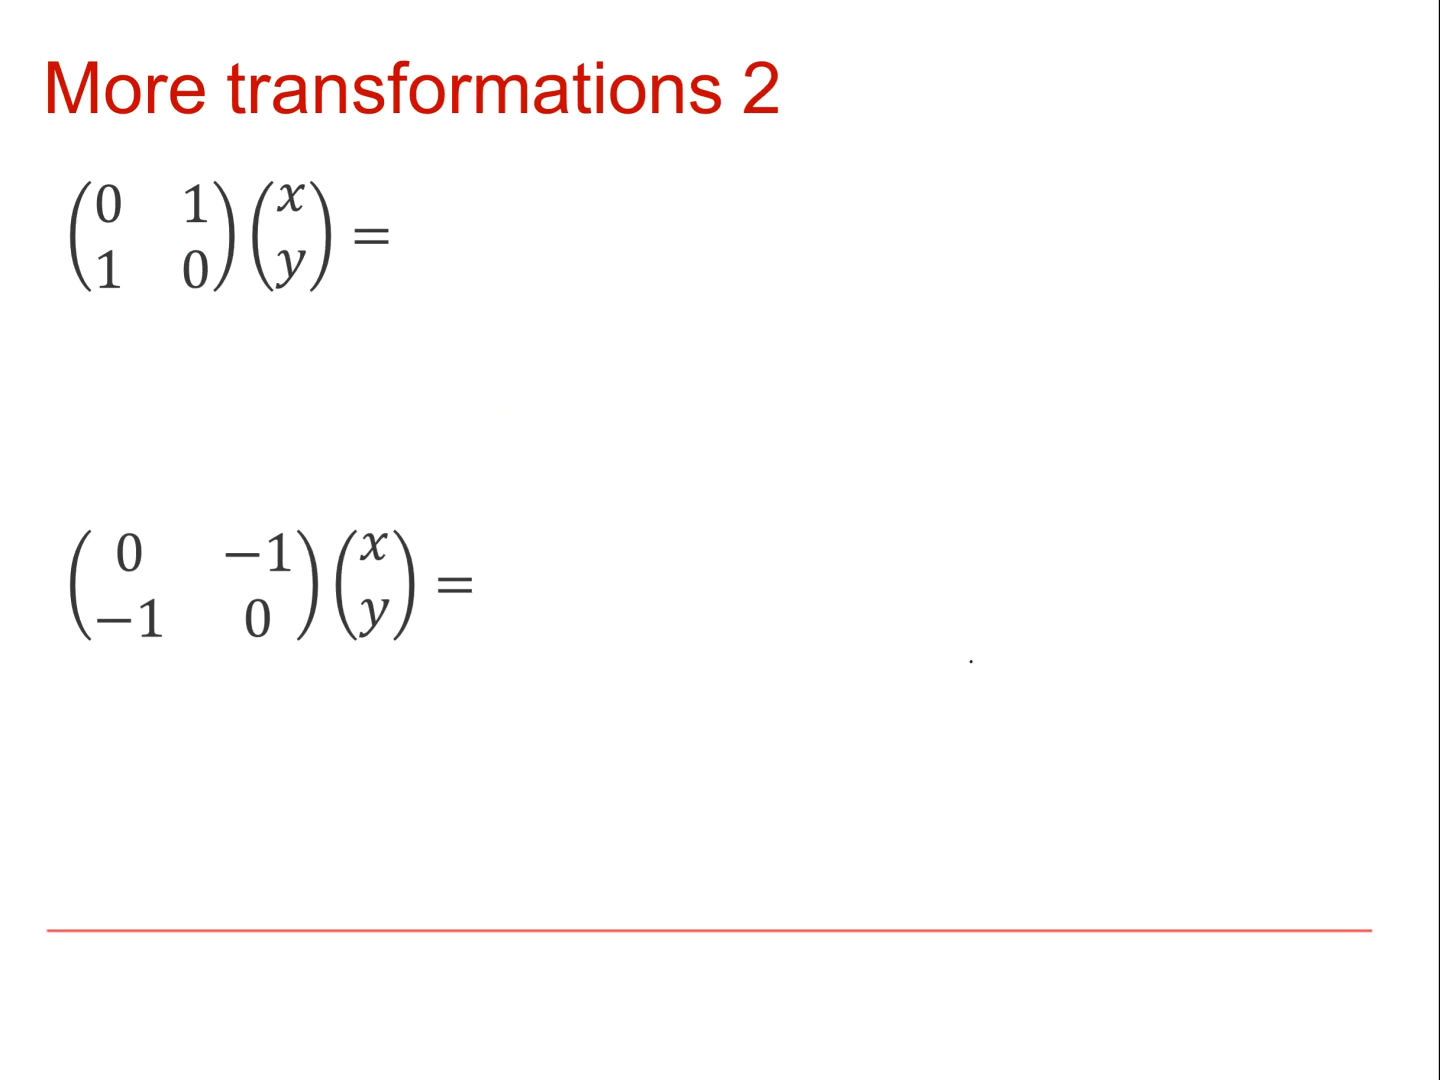 More transformations 2
(0 1
1 0)(x
y) =
(0 −1
−1 0)(x
y) =